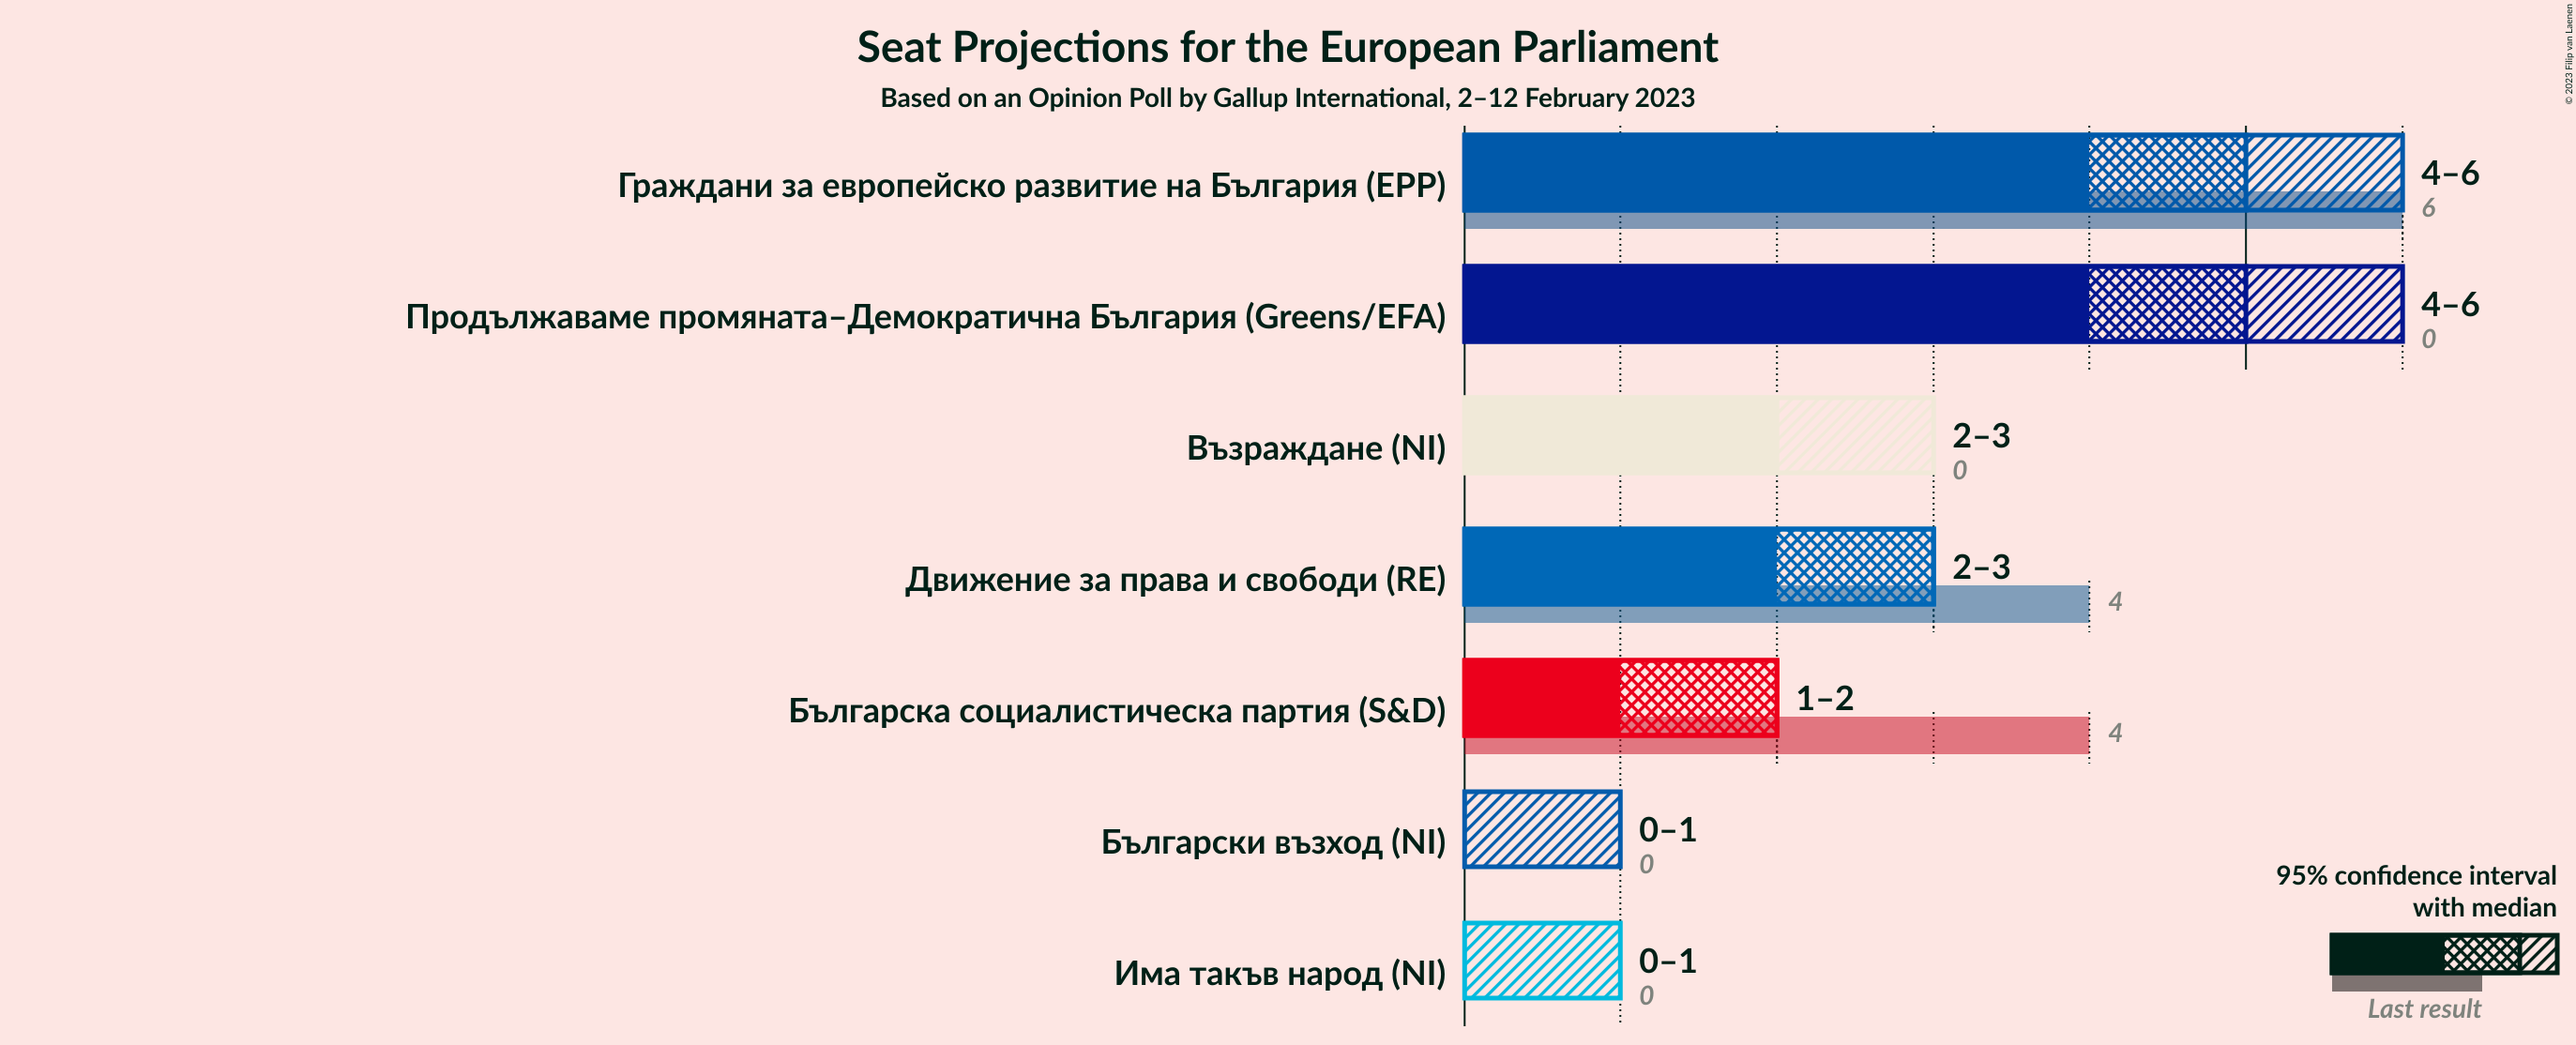 Seat Projections for the European Parliament
Based on an Opinion Poll by Gallup International, 2–12 February 2023
© 2023 Filip van Laenen
Граждани за европейско развитие на България (EPP)
4–6
6
Продължаваме промяната–Демократична България (Greens/EFA)
4–6
0
Възраждане (NI)
2–3
0
Движение за права и свободи (RE)
2–3
4
Българска социалистическа партия (S&D)
1–2
4
Български възход (NI)
0–1
0
Има такъв народ (NI)
0–1
0
95% confidence interval
with median
Last result